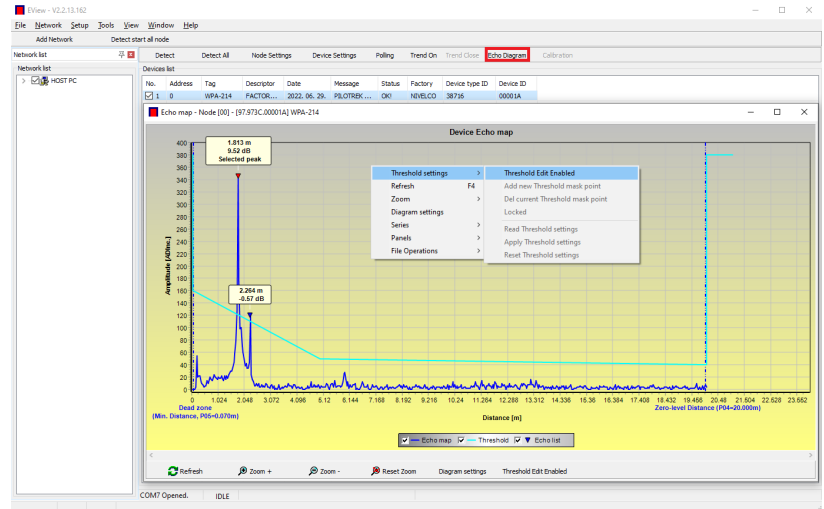 EView - V2.2.13.162
File Network Setup Tools View Window Help
Add Network Detect start all node
Network list
Detect Detect All Node Settings Device Settings Polling Trend On Trend Close Echo Diagram Calibration
Network list
HOST PC
Devices list
No. Address Tag Descriptor Date Message Status Factory Device type ID Device ID
1 0 WPA-214 FACTOR... 2022. 06. 29. PILOTREK ... OK! NIVELCO 38716 00001A
Echo map - Node [00] - [97.973C.00001A] WPA-214
Device Echo map
1.813 m
9.52 dB
Selected peak
2.264 m
-0.57 dB
Threshold settings
Refresh F4
Zoom
Diagram settings
Series
Panels
File Operations
Threshold Edit Enabled
Add new Threshold mask point
Del current Threshold mask point
Locked
Read Threshold settings
Apply Threshold settings
Reset Threshold settings
Amplitude [ADInc.]
400
380
360
340
320
300
280
260
240
220
200
180
160
140
120
100
80
60
40
20
0
0 1.024 2.048 3.072 4.096 5.12 6.144 7.168 8.192 9.216 10.24 11.264 12.288 13.312 14.336 15.36 16.384 17.408 18.432 19.456 20.48 21.504 22.528 23.552
Dead zone
(Min. Distance, P05=0.070m)
Zero-level Distance (P04=20.000m)
Distance [m]
Echo map Threshold Echo list
Refresh Zoom + Zoom - Reset Zoom Diagram settings Threshold Edit Enabled
COM7 Opened. IDLE